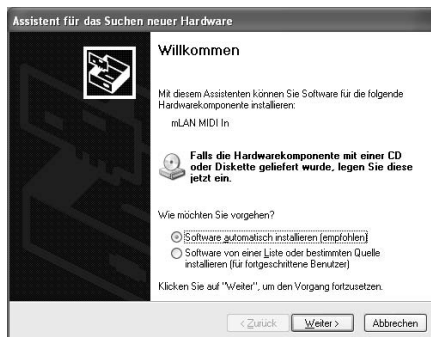 Assistent für das Suchen neuer Hardware
Willkommen
Mit diesem Assistenten können Sie Software für die folgende
Hardwarekomponente installieren:
mLAN MIDI In
Falls die Hardwarekomponente mit einer CD
oder Diskette geliefert wurde, legen Sie diese
jetzt ein.
Wie möchten Sie vorgehen?
Software automatisch installieren (empfohlen)
Software von einer Liste oder bestimmten Quelle
installieren (für fortgeschrittene Benutzer)
Klicken Sie auf "Weiter", um den Vorgang fortzusetzen.
< Zurück Weiter > Abbrechen